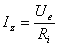 I_z = U_e / R_i